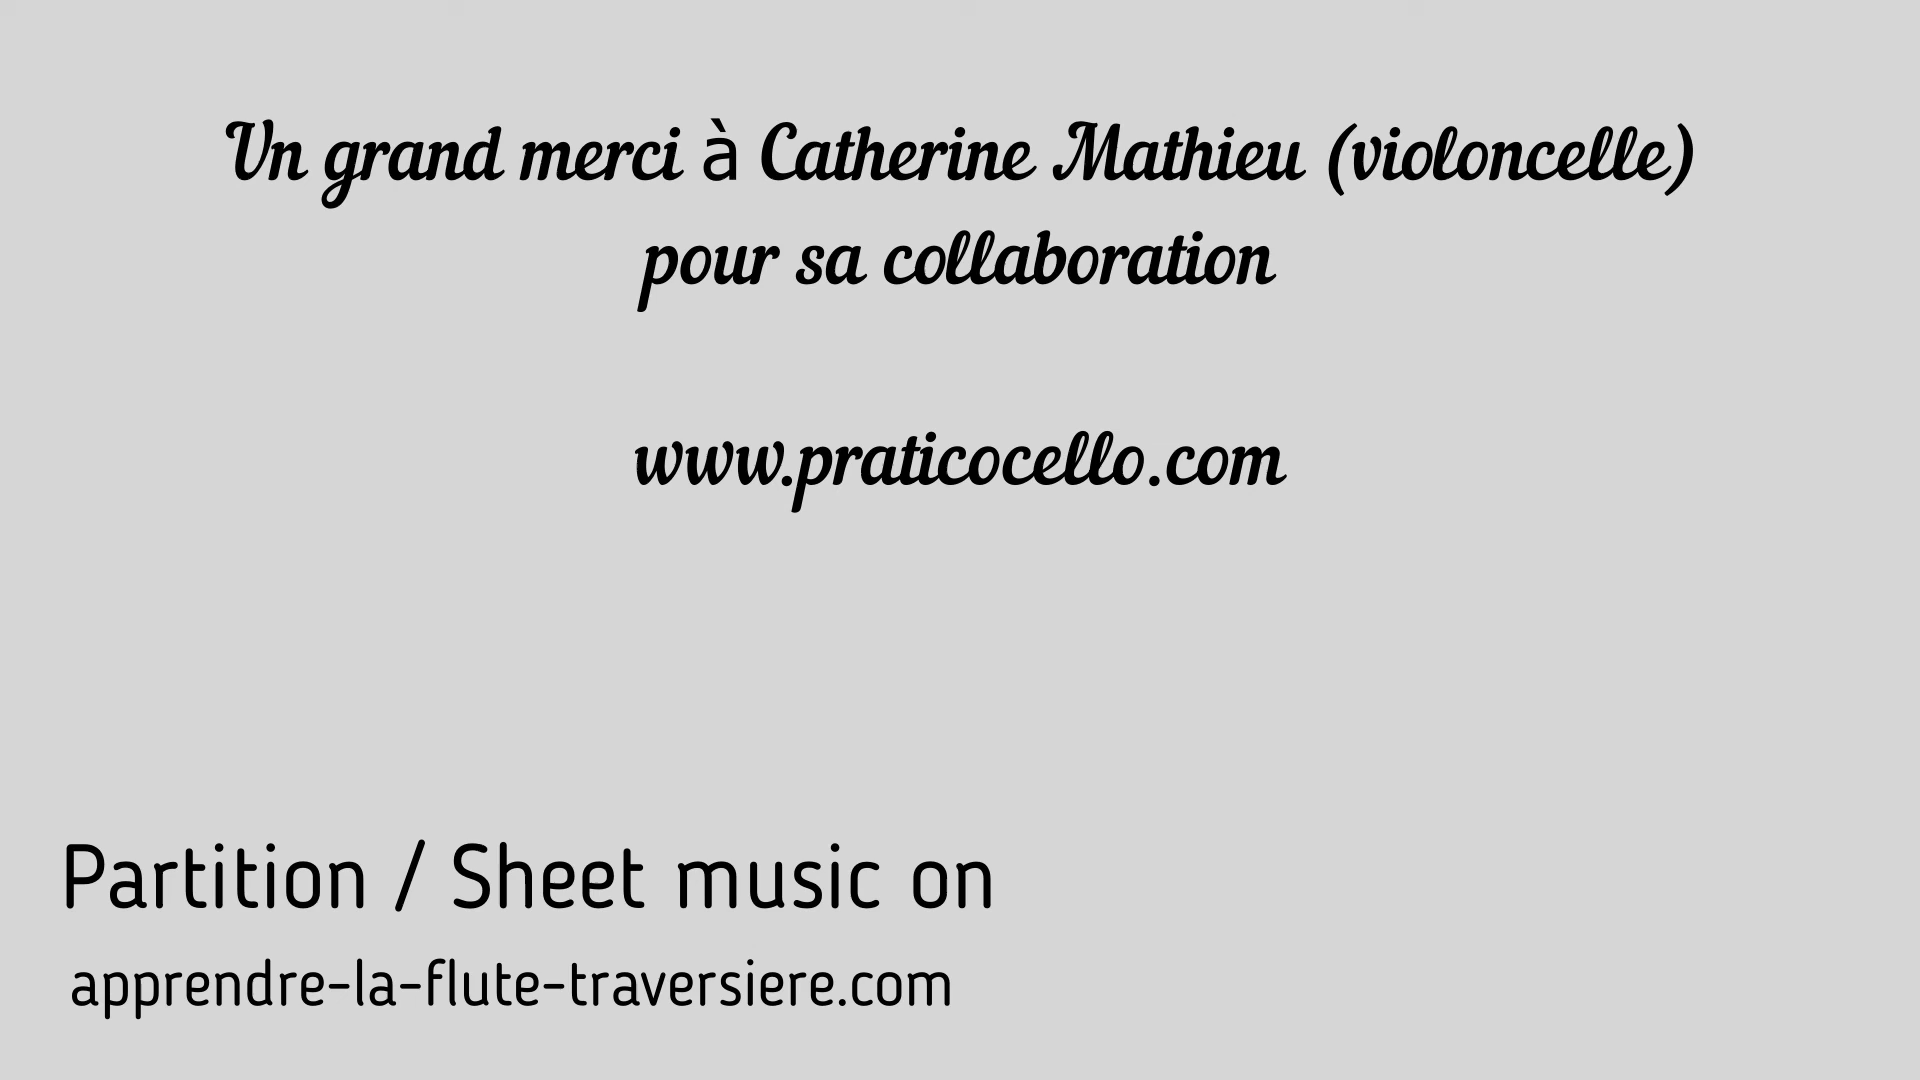 Un grand merci à Catherine Mathieu (violoncelle)
pour sa collaboration
www.praticocello.com
Partition / Sheet music on
apprendre-la-flute-traversiere.com